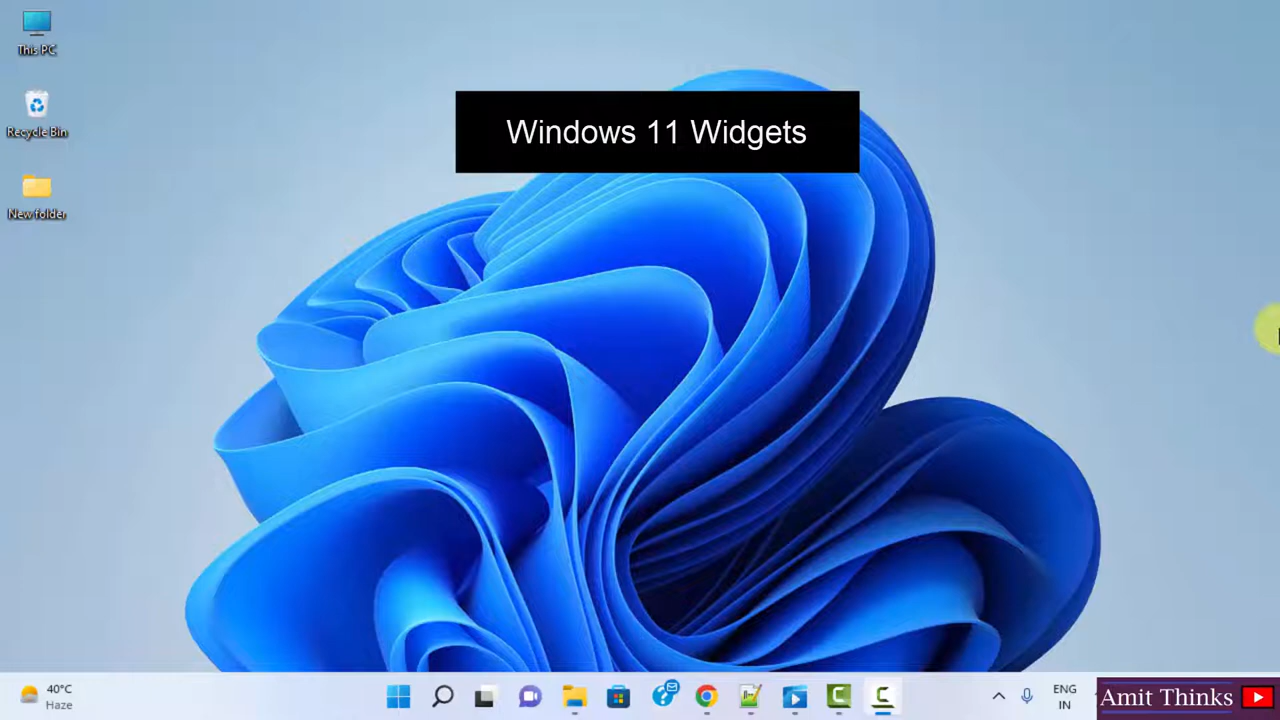 This PC
Recycle Bin
New folder
Windows 11 Widgets
40°C
Haze
ENG
IN
Amit Thinks